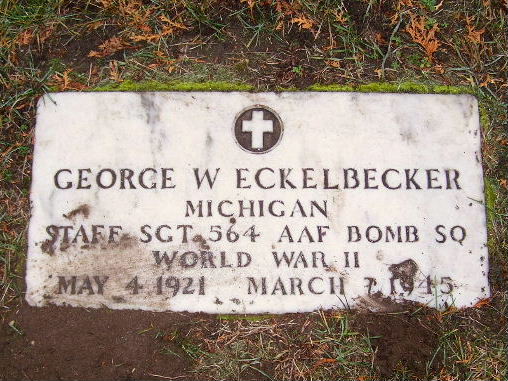 GEORGE W ECKELBECKER
MICHIGAN
STAFF SGT 564 AAF BOMB SQ
WORLD WAR II
MAY 4 1921 MARCH 7 1945